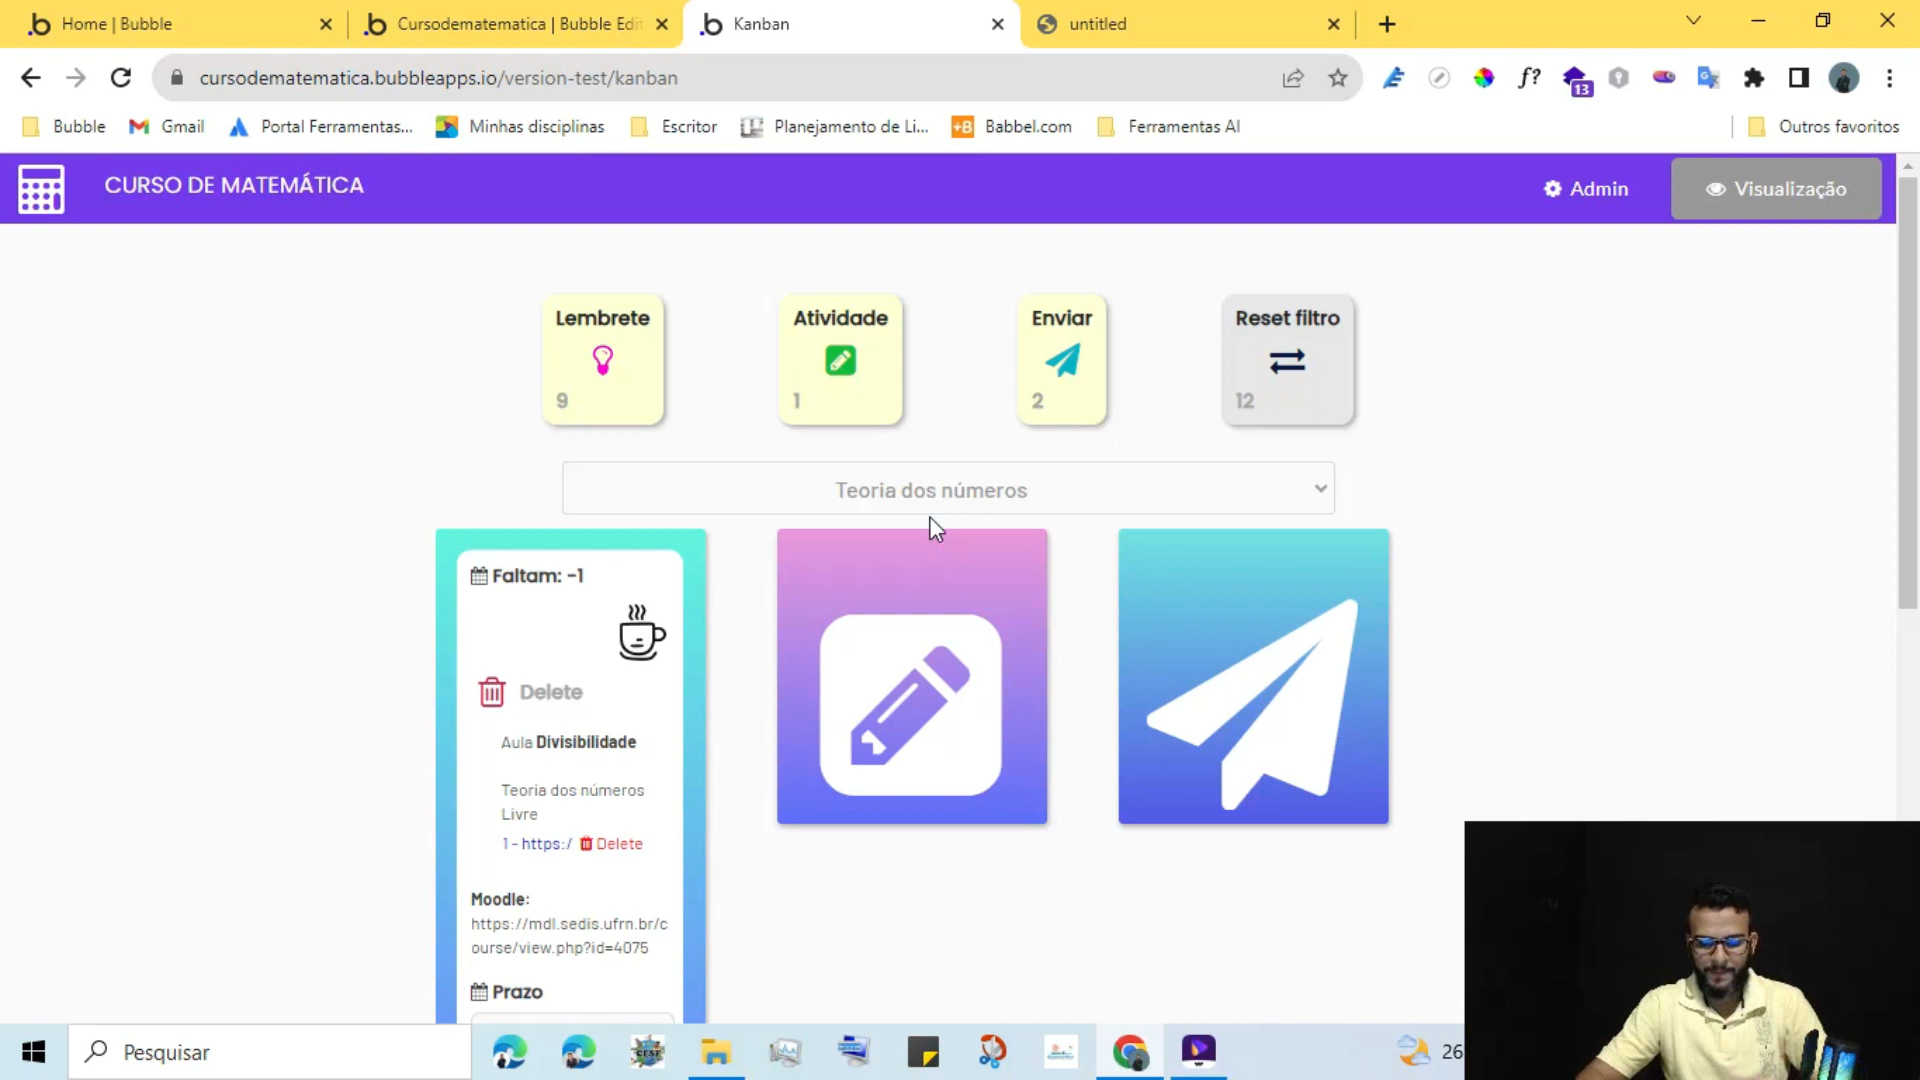 Home | Bubble
Cursodematematica | Bubble Edit
Kanban
untitled
cursodematematica.bubbleapps.io/version-test/kanban
f?
13
Bubble
Gmail
Portal Ferramentas...
Minhas disciplinas
Escritor
Planejamento de Li...
+B
Babbel.com
Ferramentas AI
Outros favoritos
CURSO DE MATEMÁTICA
Admin
Visualização
Lembrete
9
Atividade
1
Enviar
2
Reset filtro
12
Teoria dos números
Faltam: -1
Delete
Aula Divisibilidade
Teoria dos números
Livre
1 - https:/ Delete
Moodle:
https://mdl.sedis.ufrn.br/c
ourse/view.php?id=4075
Prazo
Pesquisar
26